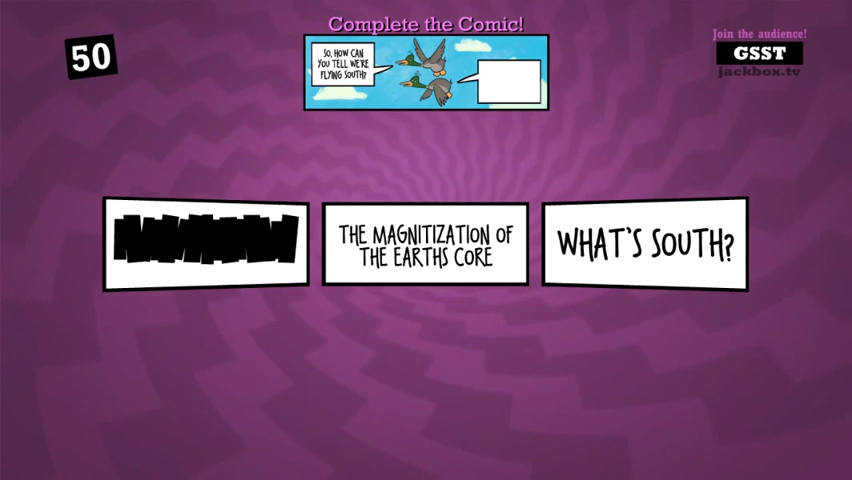 Complete the Comic!
Join the audience!
50
GSST
jackbox.tv
SO, HOW CAN
YOU TELL WE'RE
FLYING SOUTH?
THE MAGNITIZATION OF
THE EARTHS CORE
WHAT'S SOUTH?